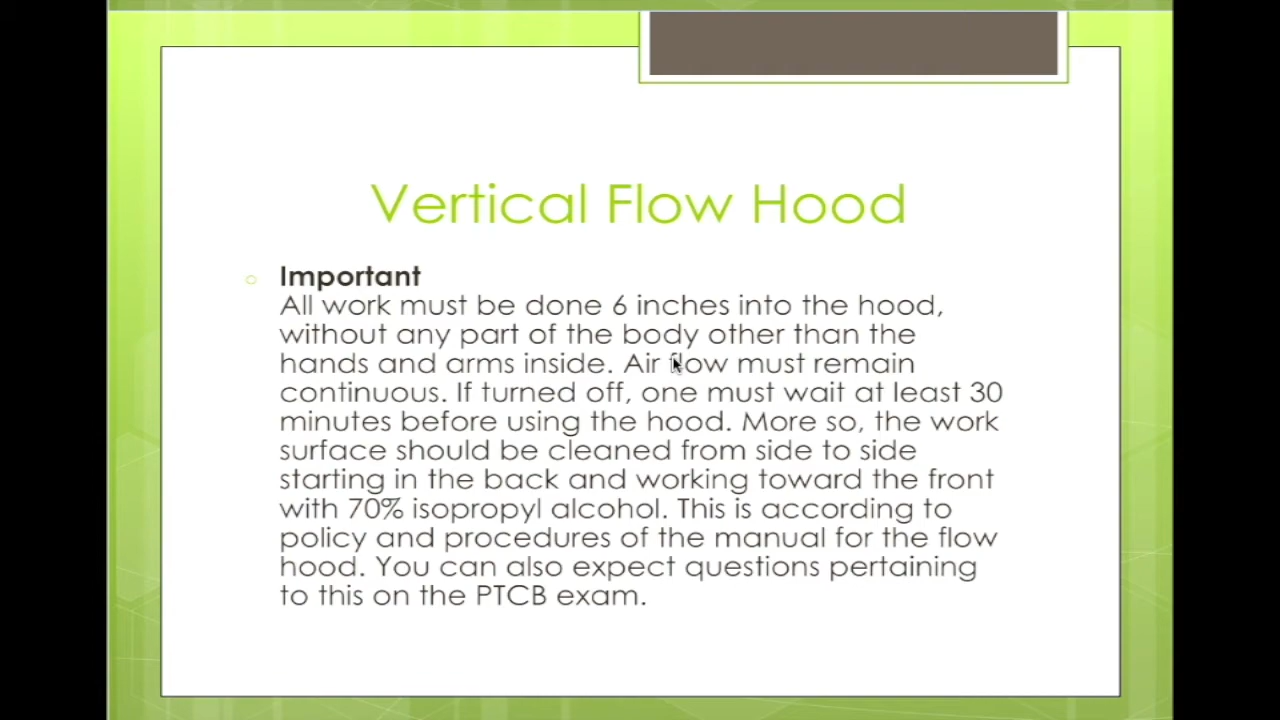 Vertical Flow Hood
Important
All work must be done 6 inches into the hood,
without any part of the body other than the
hands and arms inside. Air flow must remain
continuous. If turned off, one must wait at least 30
minutes before using the hood. More so, the work
surface should be cleaned from side to side
starting in the back and working toward the front
with 70% isopropyl alcohol. This is according to
policy and procedures of the manual for the flow
hood. You can also expect questions pertaining
to this on the PTCB exam.